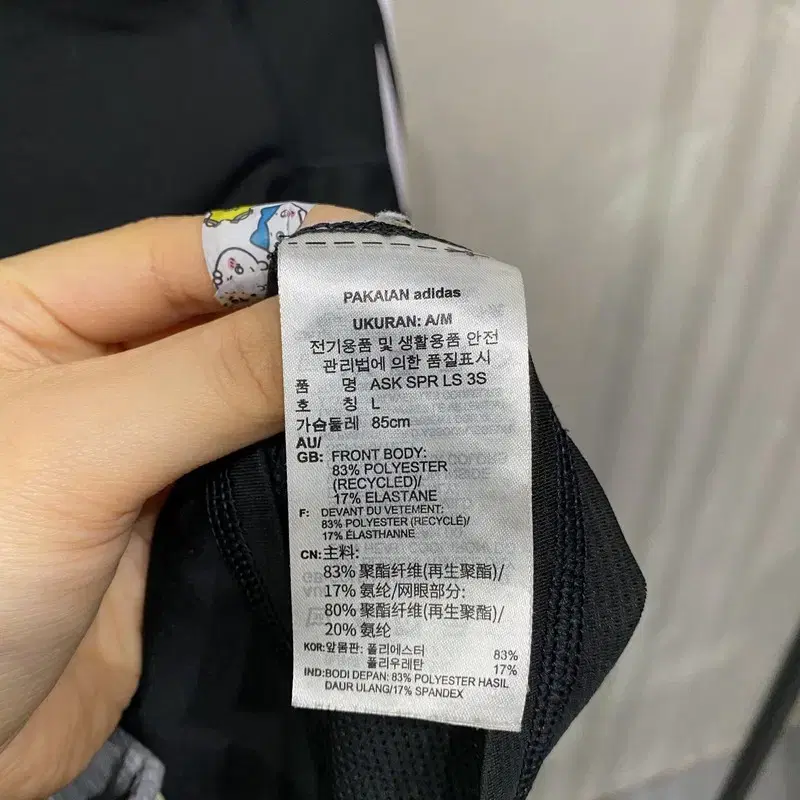 PAKAIAN adidas
UKURAN: A/M
전기용품 및 생활용품 안전
관리법에 의한 품질표시
품 명 ASK SPR LS 3S
호 칭 L
가슴둘레 85cm
AU/
GB: FRONT BODY:
83% POLYESTER
(RECYCLED)/
17% ELASTANE
F: DEVANT DU VETEMENT:
83% POLYESTER (RECYCLÉ)/
17% ÉLASTHANNE
CN: 主料:
83% 聚酯纤维(再生聚酯)/
17% 氨纶/网眼部分:
80% 聚酯纤维(再生聚酯)/
20% 氨纶
KOR: 앞몸판: 폴리에스터 83%
폴리우레탄 17%
IND: BODI DEPAN: 83% POLYESTER HASIL
DAUR ULANG/17% SPANDEX